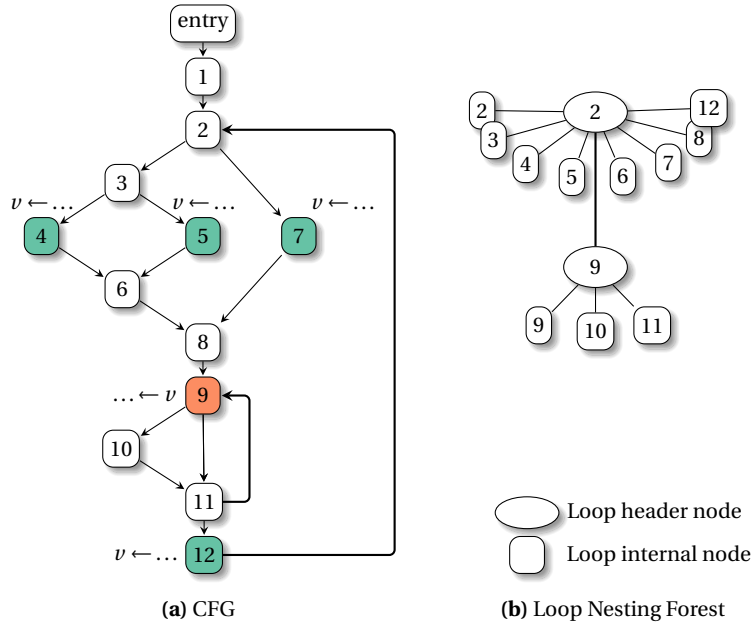 entry
1
2
3
v ← …
v ← …
v ← …
4
5
7
6
8
… ← v
9
10
11
v ← …
12
(a) CFG
2
2
12
3
8
4
5
6
7
9
9
10
11
Loop header node
Loop internal node
(b) Loop Nesting Forest